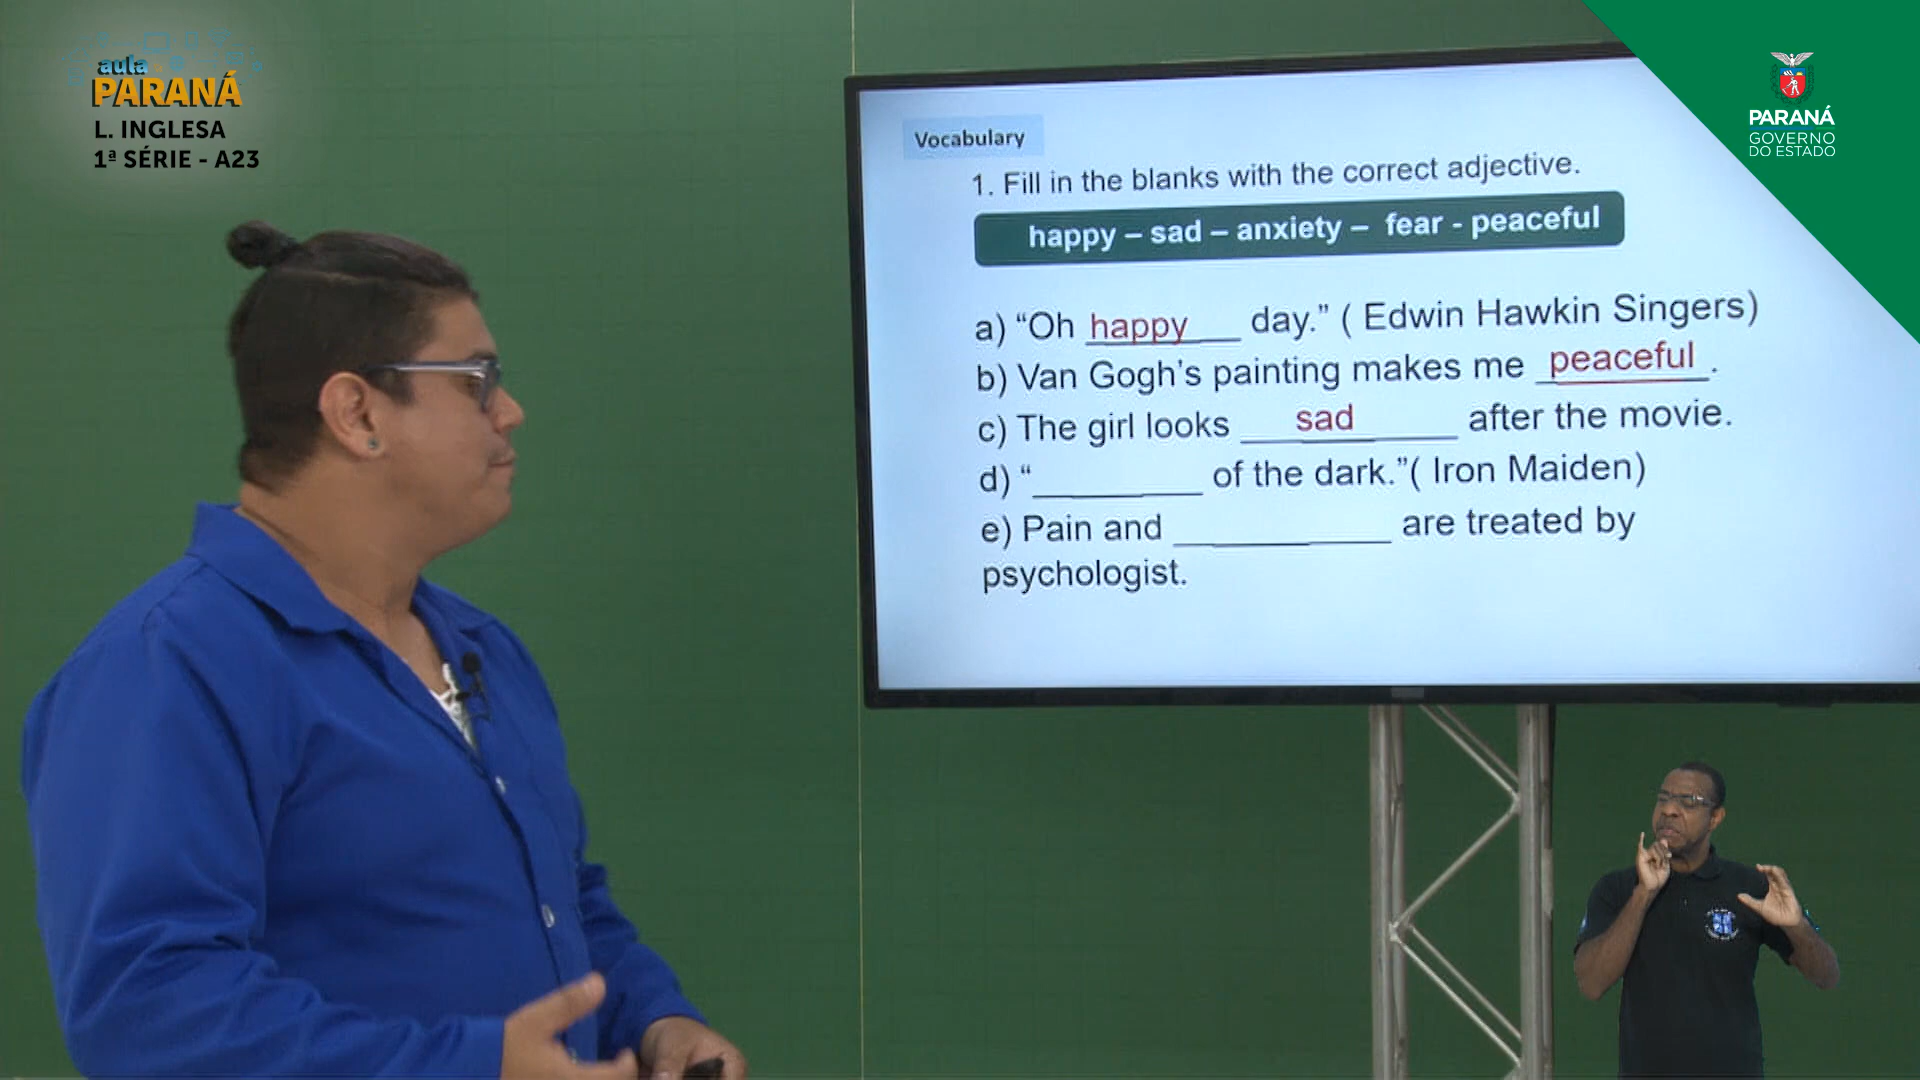 aula
PARANÁ
L. INGLESA
1ª SÉRIE - A23
PARANÁ
GOVERNO
DO ESTADO
Vocabulary
1. Fill in the blanks with the correct adjective.
happy – sad – anxiety – fear - peaceful
a) “Oh happy day.” ( Edwin Hawkin Singers)
b) Van Gogh’s painting makes me peaceful.
c) The girl looks sad after the movie.
d) “_________ of the dark.”( Iron Maiden)
e) Pain and ___________ are treated by
psychologist.